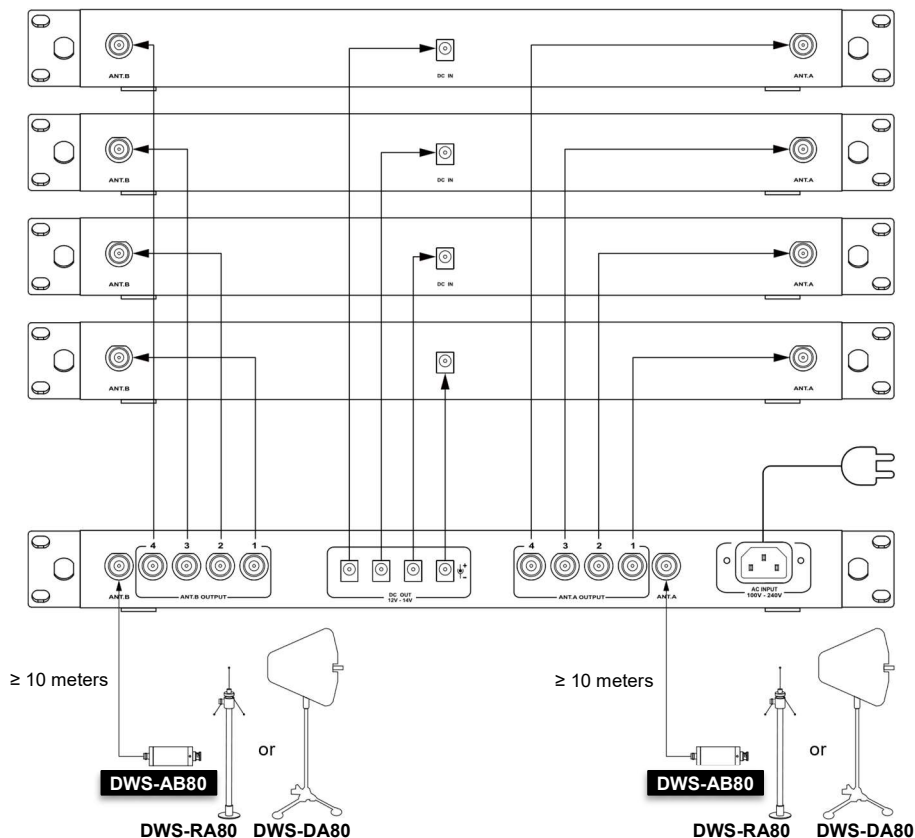 ANT.B DC IN ANT.A
ANT.B DC IN ANT.A
ANT.B DC IN ANT.A
ANT.B ANT.A
4 3 2 1 4 3 2 1
ANT.B ANT.B OUTPUT DC OUT ANT.A OUTPUT ANT.A AC INPUT
12V - 14V 100V - 240V
+
-
≥ 10 meters ≥ 10 meters
or or
DWS-AB80 DWS-AB80
DWS-RA80 DWS-DA80 DWS-RA80 DWS-DA80